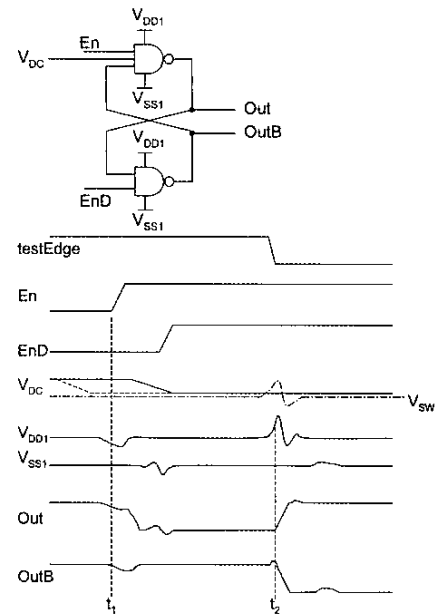 V_DD1
En
V_DC
V_SS1
Out
OutB
V_DD1
EnD
V_SS1
testEdge
En
EnD
V_DC
V_SW
V_DD1
V_SS1
Out
OutB
t_1
t_2